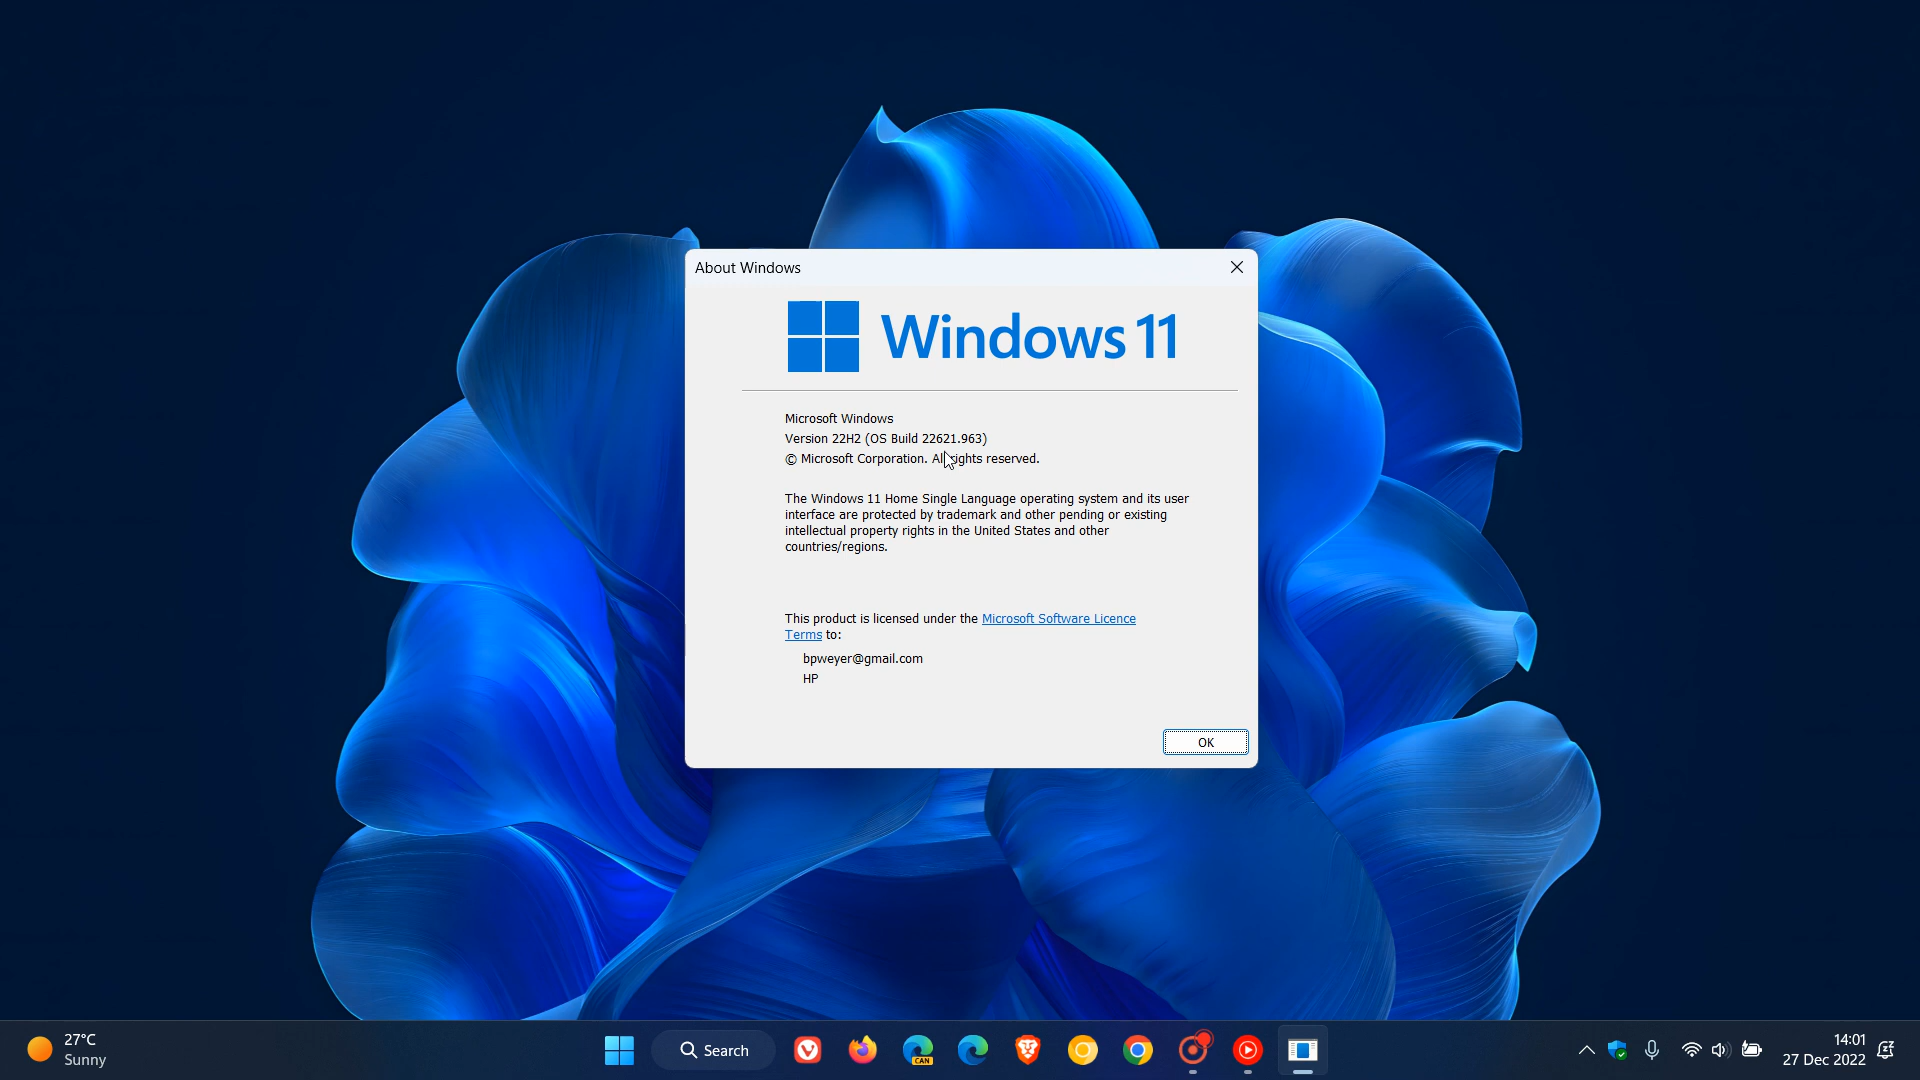 About Windows
Windows 11
Microsoft Windows
Version 22H2 (OS Build 22621.963)
© Microsoft Corporation. All rights reserved.
The Windows 11 Home Single Language operating system and its user
interface are protected by trademark and other pending or existing
intellectual property rights in the United States and other
countries/regions.
This product is licensed under the Microsoft Software Licence
Terms to:
bpweyer@gmail.com
HP
OK
27°C
Sunny
Search
CAN
14:01
27 Dec 2022